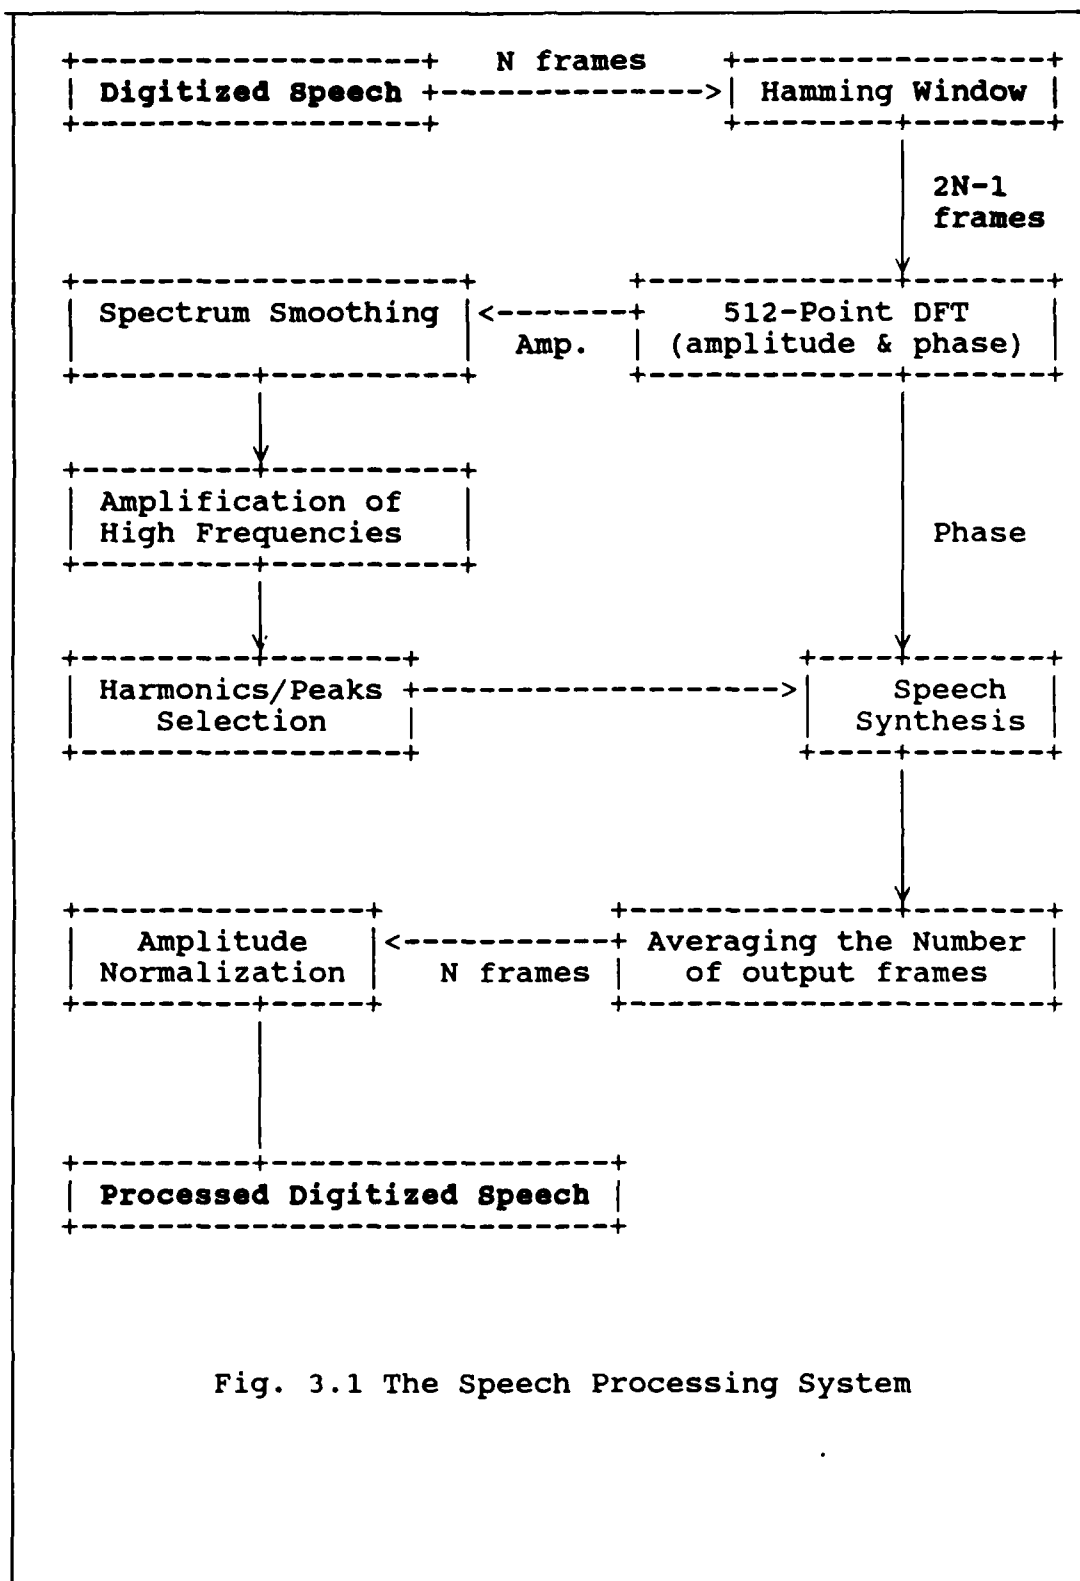 N frames
Digitized Speech
Hamming Window
2N-1
frames
Spectrum Smoothing
Amp.
512-Point DFT
(amplitude & phase)
Amplification of
High Frequencies
Phase
Harmonics/Peaks
Selection
Speech
Synthesis
Amplitude
Normalization
N frames
Averaging the Number
of output frames
Processed Digitized Speech
Fig. 3.1 The Speech Processing System